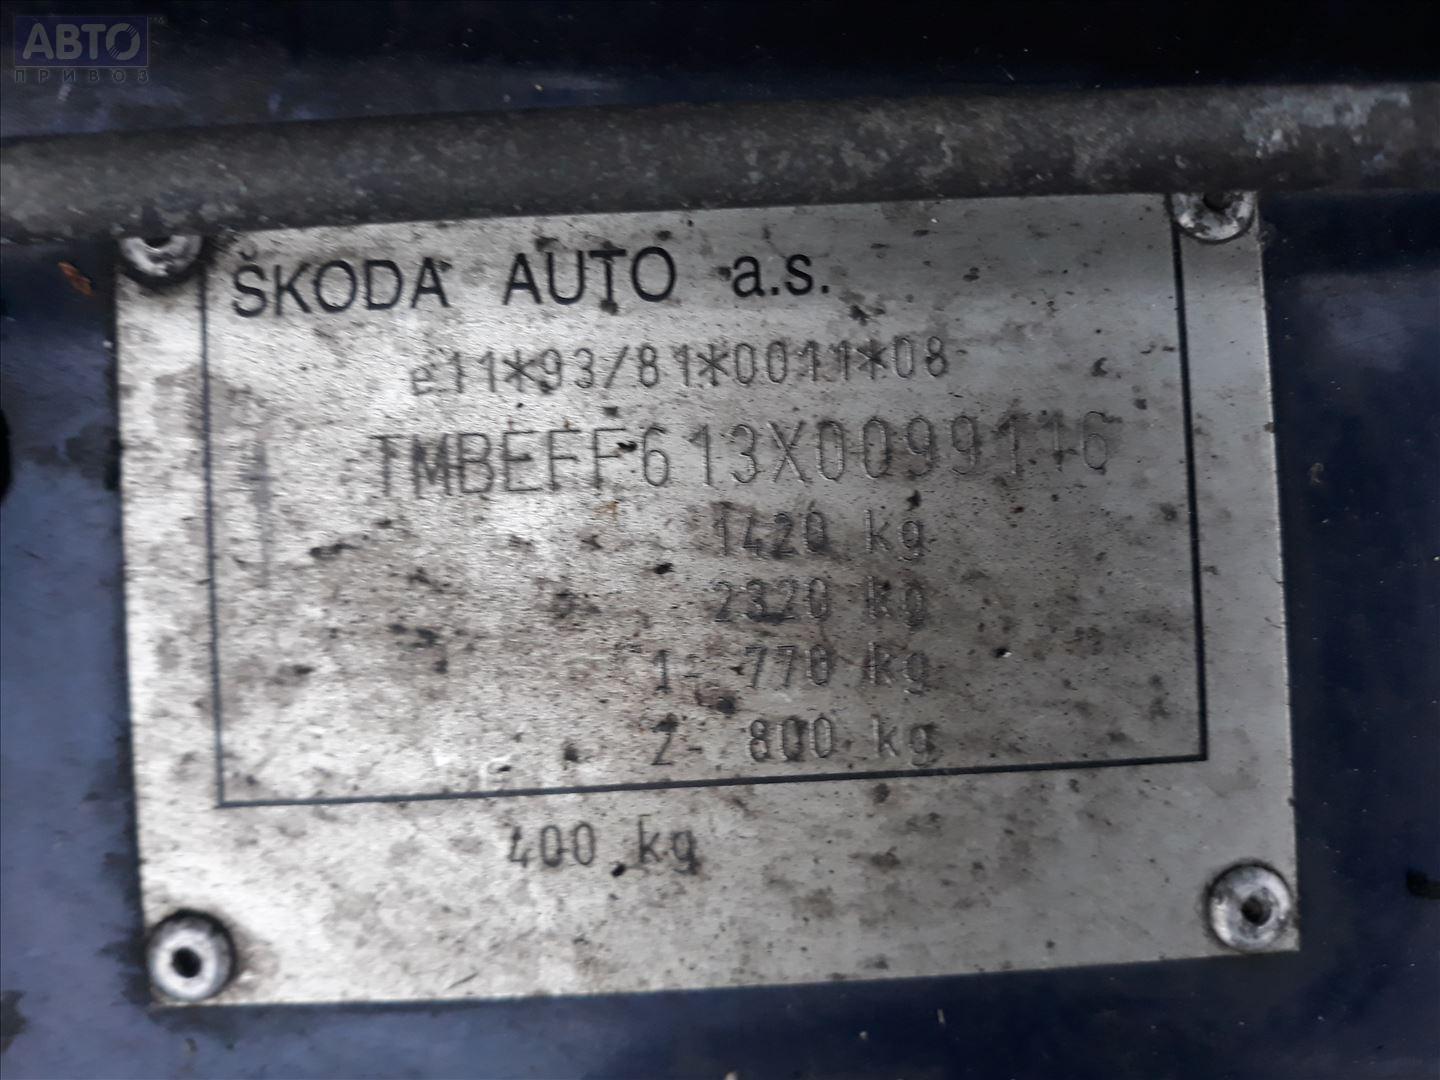 АВТО™
ПРИВОЗ
ŠKODA AUTO a.s.
e11*93/81*0011*08
TMBEFF613X0099116
1420 kg
2320 kg
1- 770 kg
2- 800 kg
400 kg